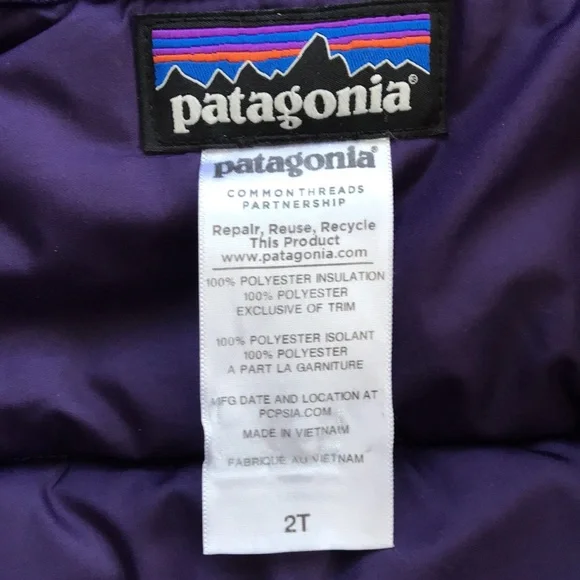 patagonia®
patagonia®
COMMON THREADS
PARTNERSHIP
Repair, Reuse, Recycle
This Product
www.patagonia.com
100% POLYESTER INSULATION
100% POLYESTER
EXCLUSIVE OF TRIM
100% POLYESTER ISOLANT
100% POLYESTER
A PART LA GARNITURE
MFG DATE AND LOCATION AT
PCPSIA.COM
MADE IN VIETNAM
FABRIQUE AU VIETNAM
2T